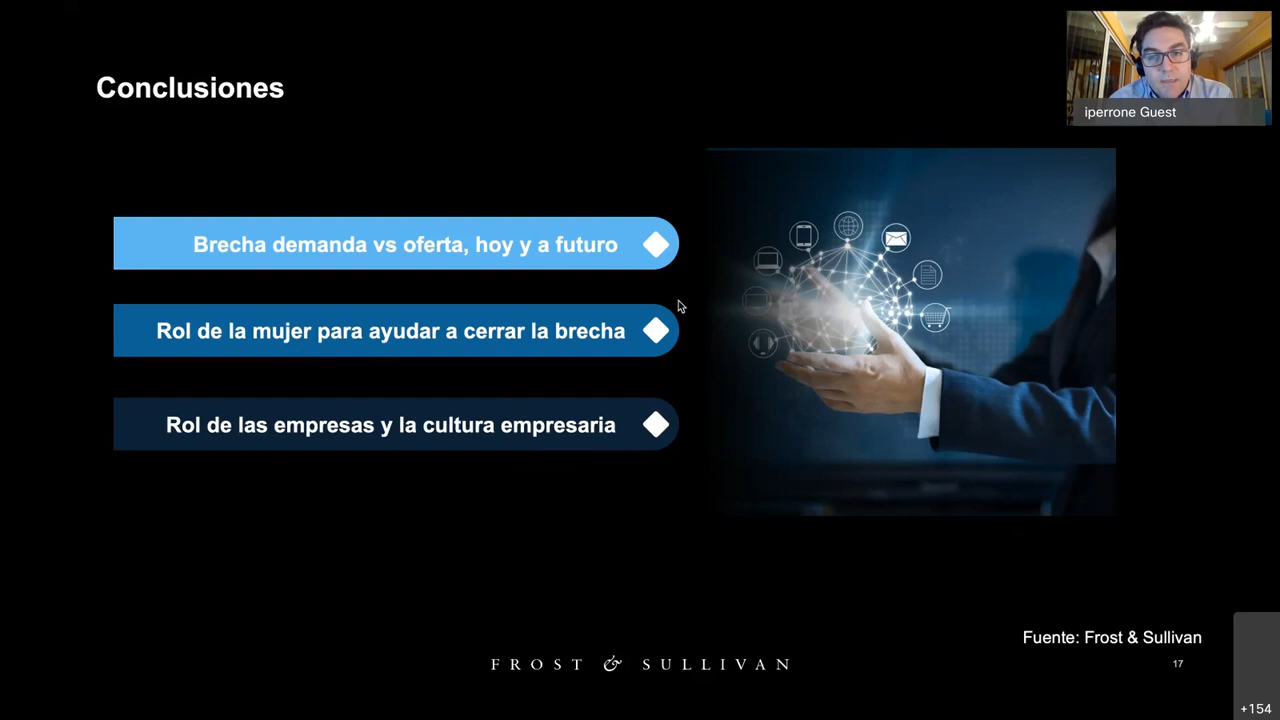 Conclusiones
iperrone Guest
Brecha demanda vs oferta, hoy y a futuro
Rol de la mujer para ayudar a cerrar la brecha
Rol de las empresas y la cultura empresaria
Fuente: Frost & Sullivan
FROST & SULLIVAN
17
+154